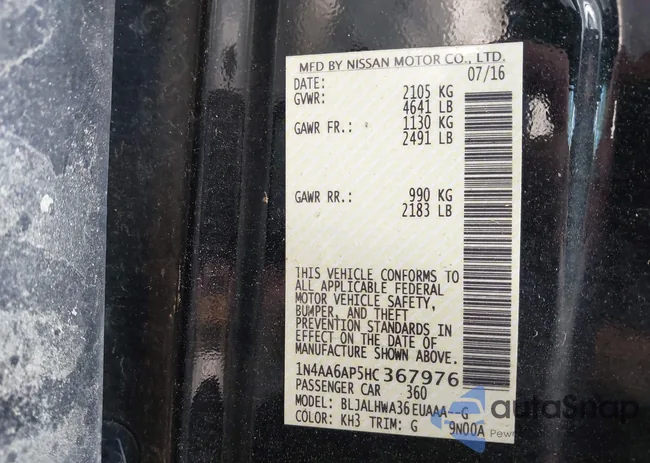 MFD BY NISSAN MOTOR CO., LTD.
DATE: 07/16
GVWR: 2105 KG
4641 LB
GAWR FR.: 1130 KG
2491 LB
GAWR RR.: 990 KG
2183 LB
THIS VEHICLE CONFORMS TO
ALL APPLICABLE FEDERAL
MOTOR VEHICLE SAFETY,
BUMPER, AND THEFT
PREVENTION STANDARDS IN
EFFECT ON THE DATE OF
MANUFACTURE SHOWN ABOVE.
1N4AA6AP5HC367976
PASSENGER CAR 360
MODEL: BLJALHWA36EUAAA--G
COLOR: KH3 TRIM: G 9N00A
autoSnap